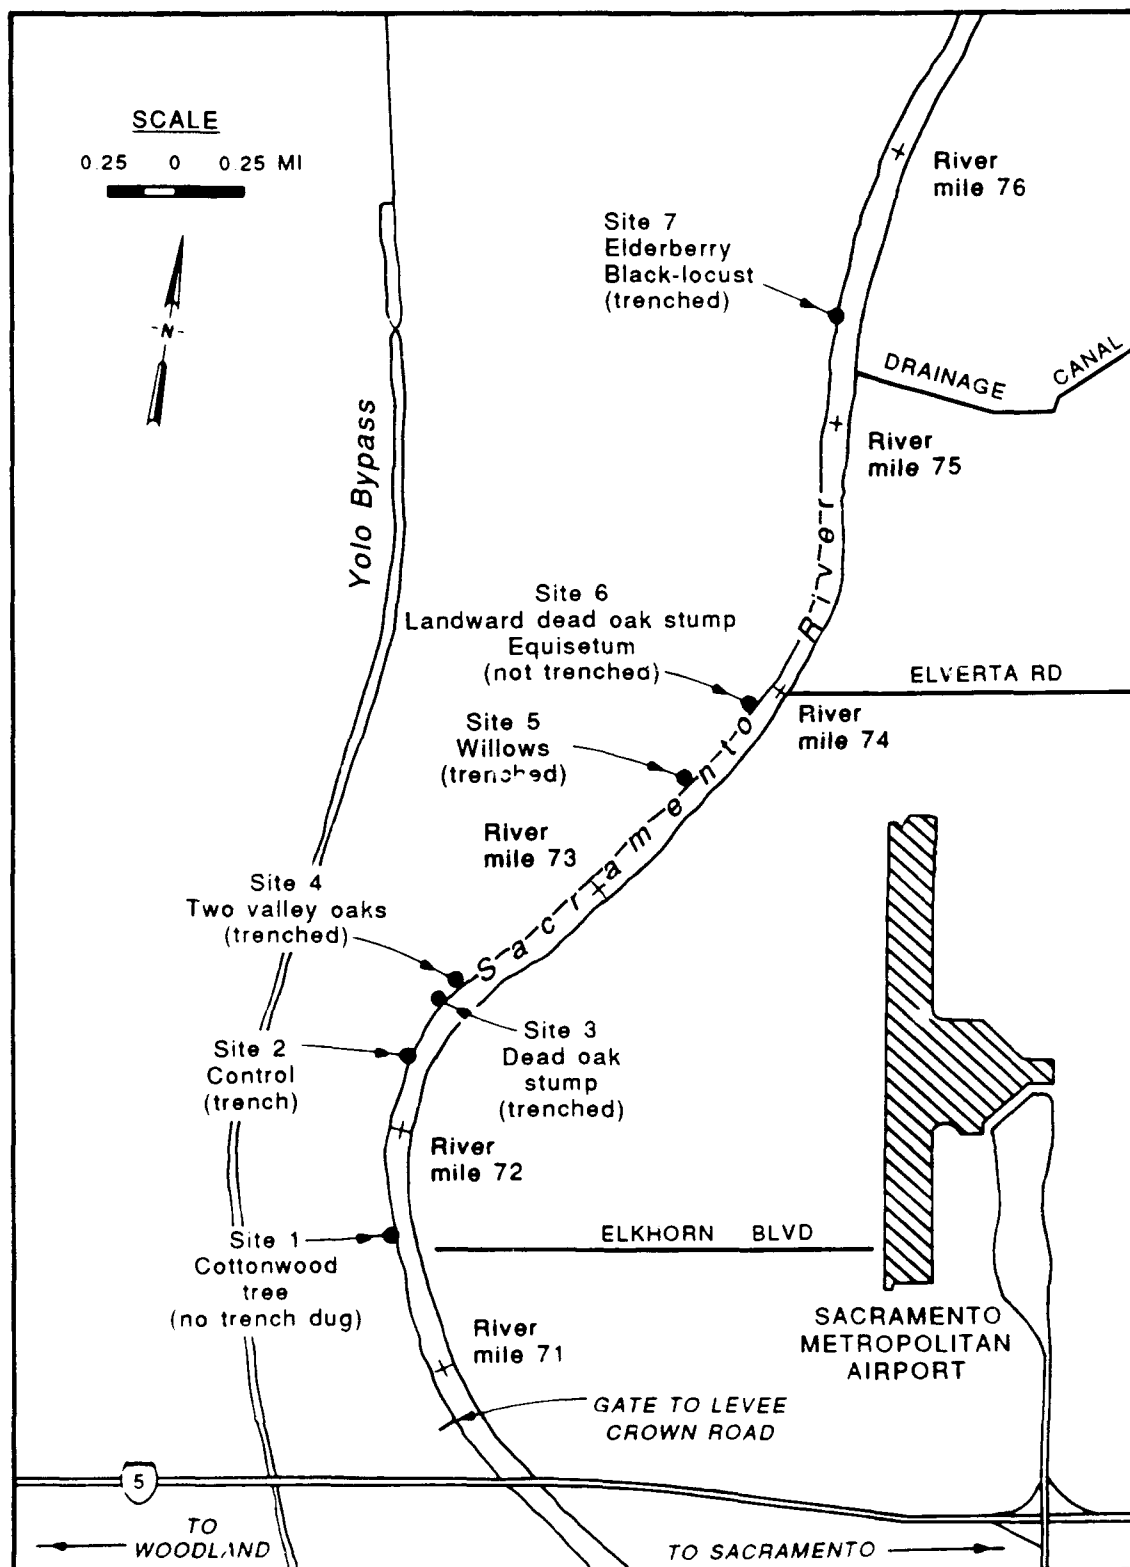 SCALE
0.25 0 0.25 MI
-N-
River
mile 76
Site 7
Elderberry
Black-locust
(trenched)
DRAINAGE CANAL
River
mile 75
Yolo Bypass
Sacramento River
Site 6
Landward dead oak stump
Equisetum
(not trenched)
ELVERTA RD
River
mile 74
Site 5
Willows
(trenched)
River
mile 73
Site 4
Two valley oaks
(trenched)
Site 3
Dead oak
stump
(trenched)
Site 2
Control
(trench)
River
mile 72
Site 1
Cottonwood
tree
(no trench dug)
ELKHORN BLVD
SACRAMENTO
METROPOLITAN
AIRPORT
River
mile 71
GATE TO LEVEE
CROWN ROAD
5
TO
WOODLAND
TO SACRAMENTO